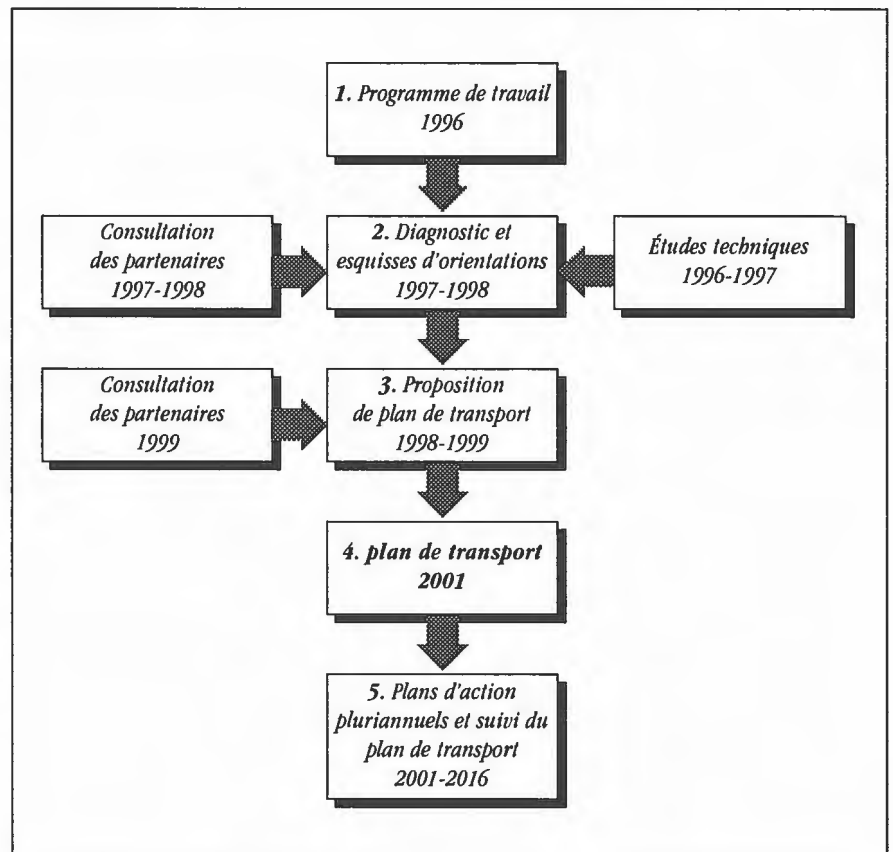 1. Programme de travail
1996
Consultation
des partenaires
1997-1998
2. Diagnostic et
esquisses d'orientations
1997-1998
Études techniques
1996-1997
Consultation
des partenaires
1999
3. Proposition
de plan de transport
1998-1999
4. plan de transport
2001
5. Plans d'action
pluriannuels et suivi du
plan de transport
2001-2016